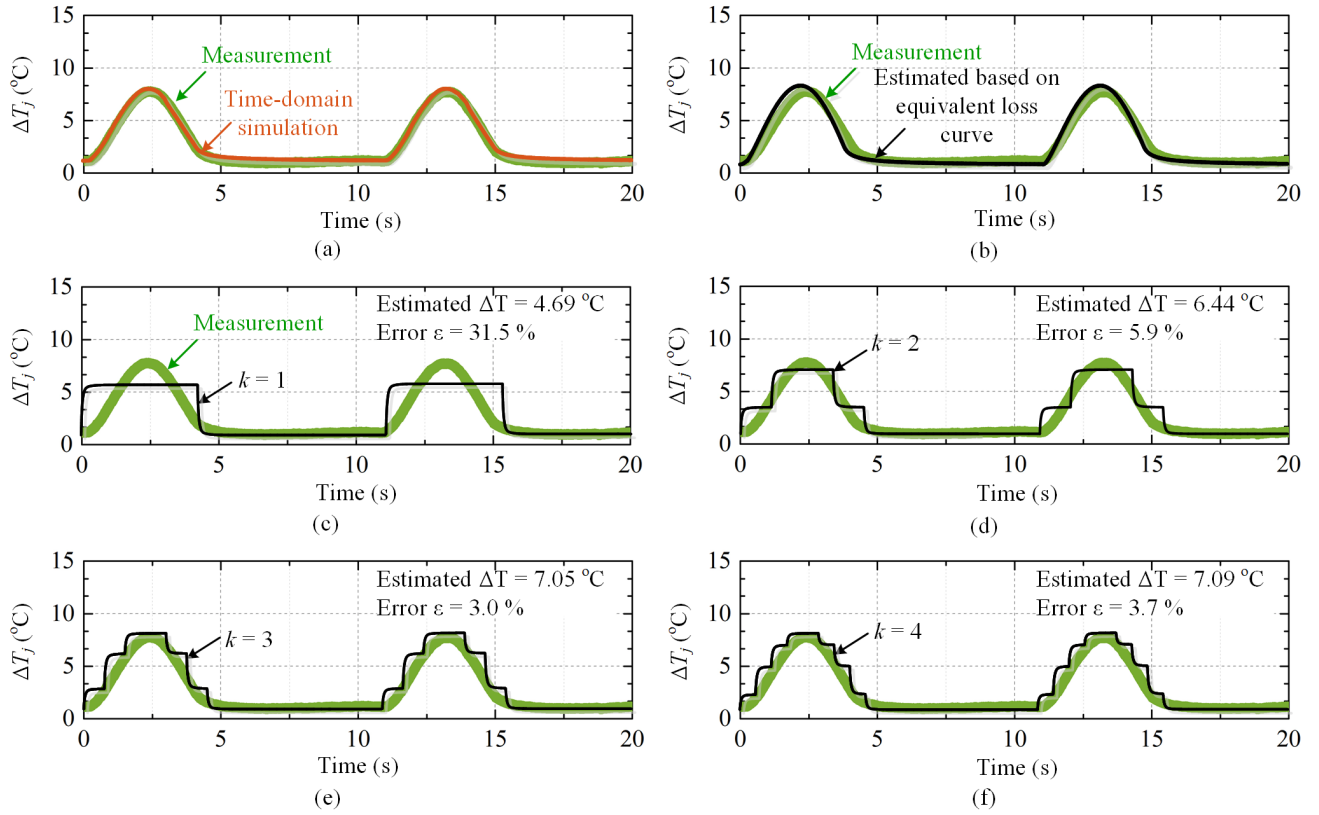 15
10
5
0
ΔTj (°C)
Measurement
Time-domain
simulation
0
5
10
15
20
Time (s)
(a)
15
10
5
0
ΔTj (°C)
Measurement
Estimated based on
equivalent loss
curve
0
5
10
15
20
Time (s)
(b)
15
10
5
0
ΔTj (°C)
Estimated ΔT = 4.69 °C
Error ε = 31.5 %
Measurement
k = 1
0
5
10
15
20
Time (s)
(c)
15
10
5
0
ΔTj (°C)
Estimated ΔT = 6.44 °C
Error ε = 5.9 %
k = 2
0
5
10
15
20
Time (s)
(d)
15
10
5
0
ΔTj (°C)
Estimated ΔT = 7.05 °C
Error ε = 3.0 %
k = 3
0
5
10
15
20
Time (s)
(e)
15
10
5
0
ΔTj (°C)
Estimated ΔT = 7.09 °C
Error ε = 3.7 %
k = 4
0
5
10
15
20
Time (s)
(f)